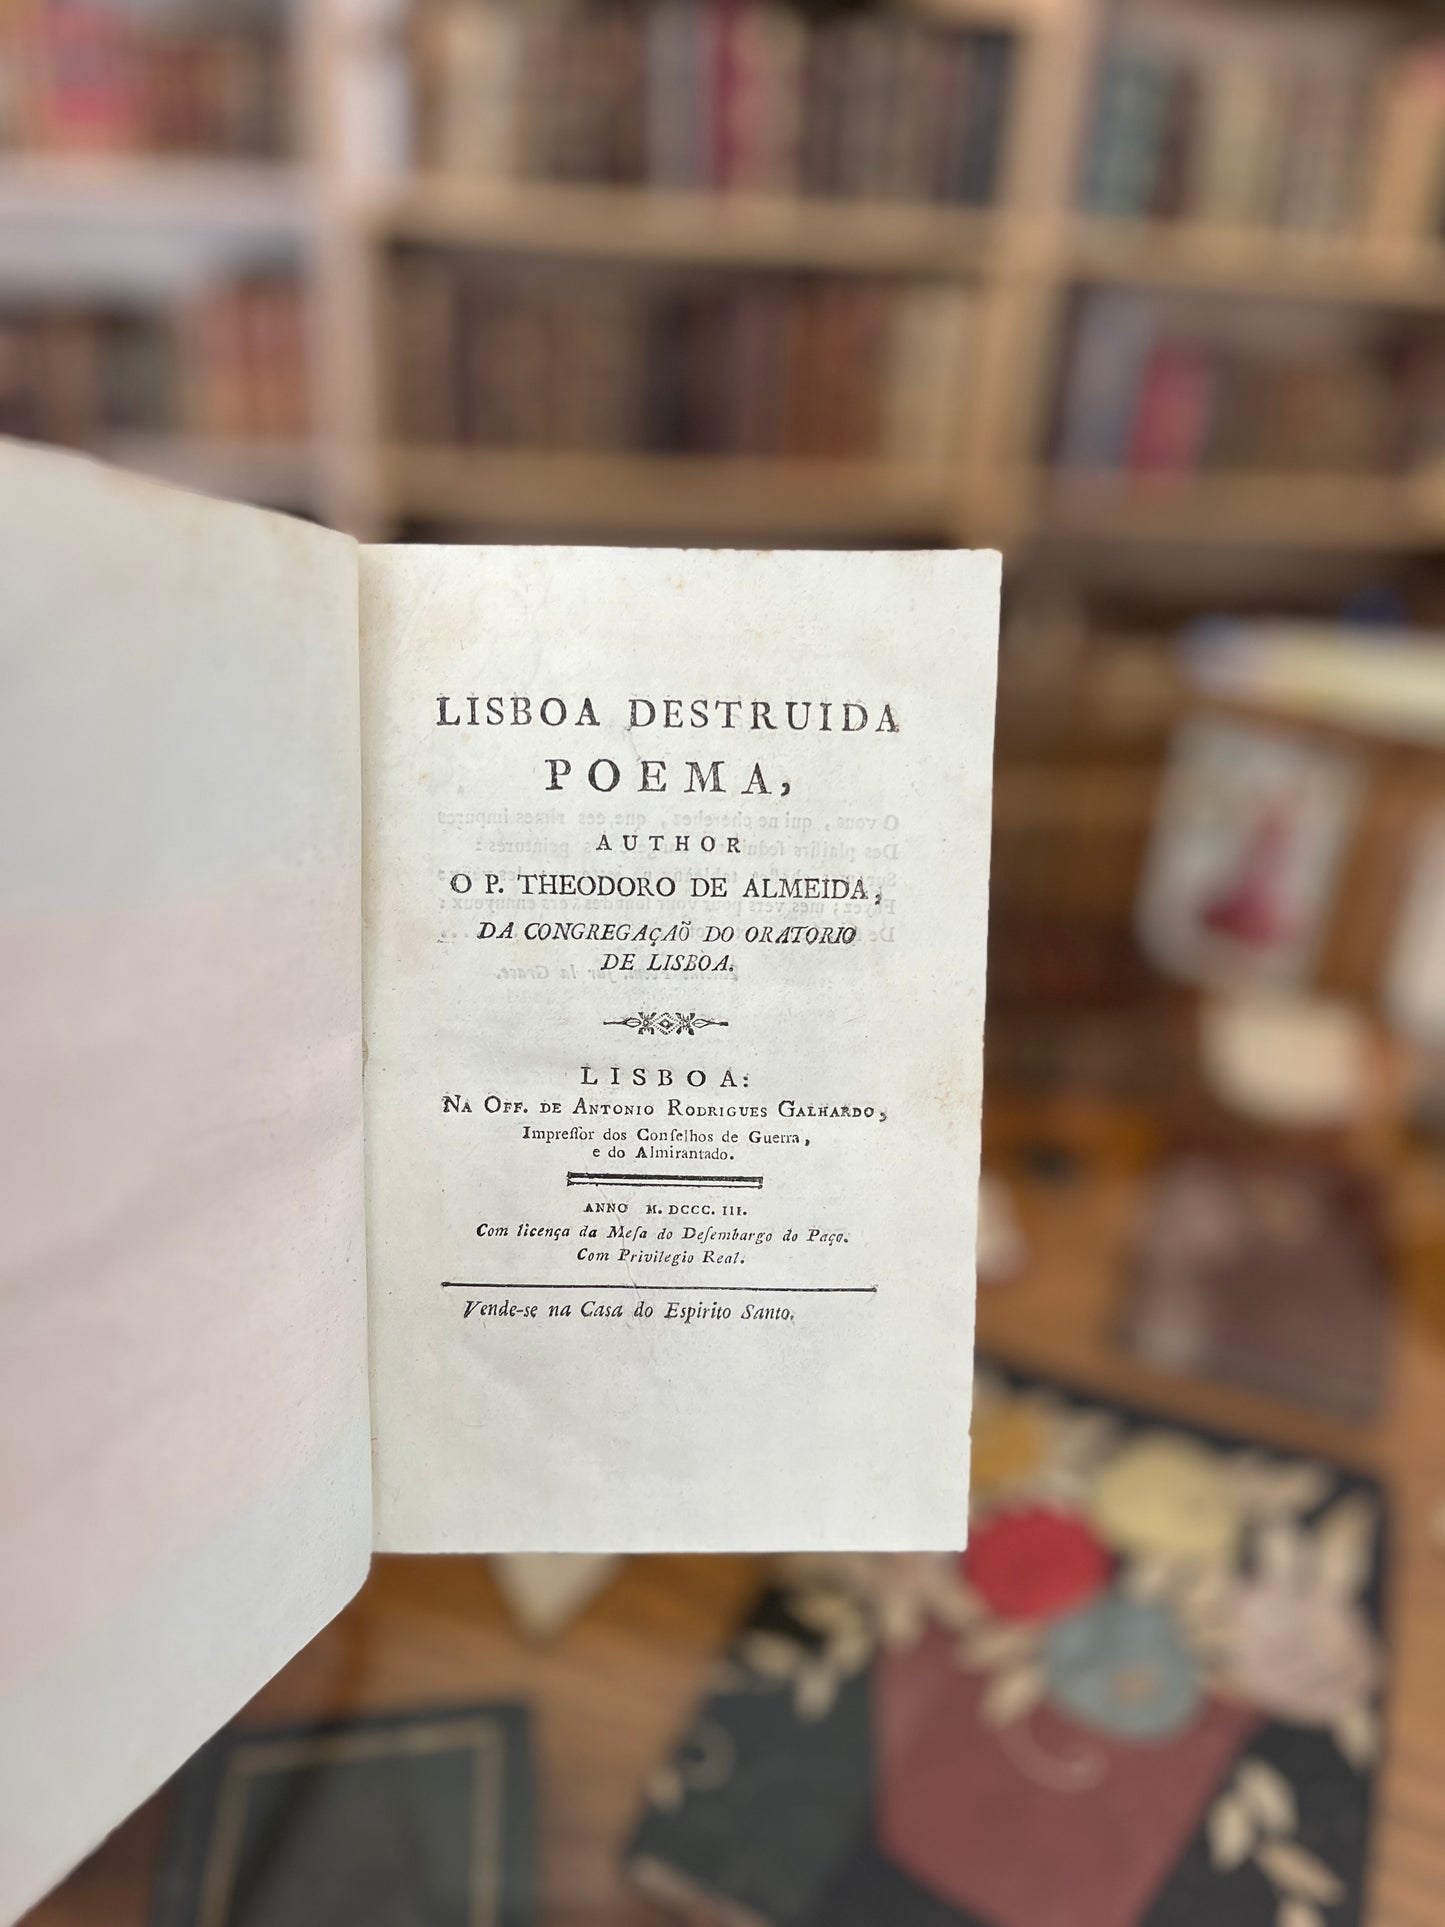 LISBOA DESTRUIDA
POEMA,
AUTHOR
O P. THEODORO DE ALMEIDA,
DA CONGREGAÇAÕ DO ORATORIO
DE LISBOA.
LISBOA:
NA OFF. DE ANTONIO RODRIGUES GALHARDO,
Impreſſor dos Conſelhos de Guerra,
e do Almirantado.
ANNO M. DCCC. III.
Com licença da Meſa do Deſembargo do Paço.
Com Privilegio Real.
Vende-se na Casa do Espirito Santo.